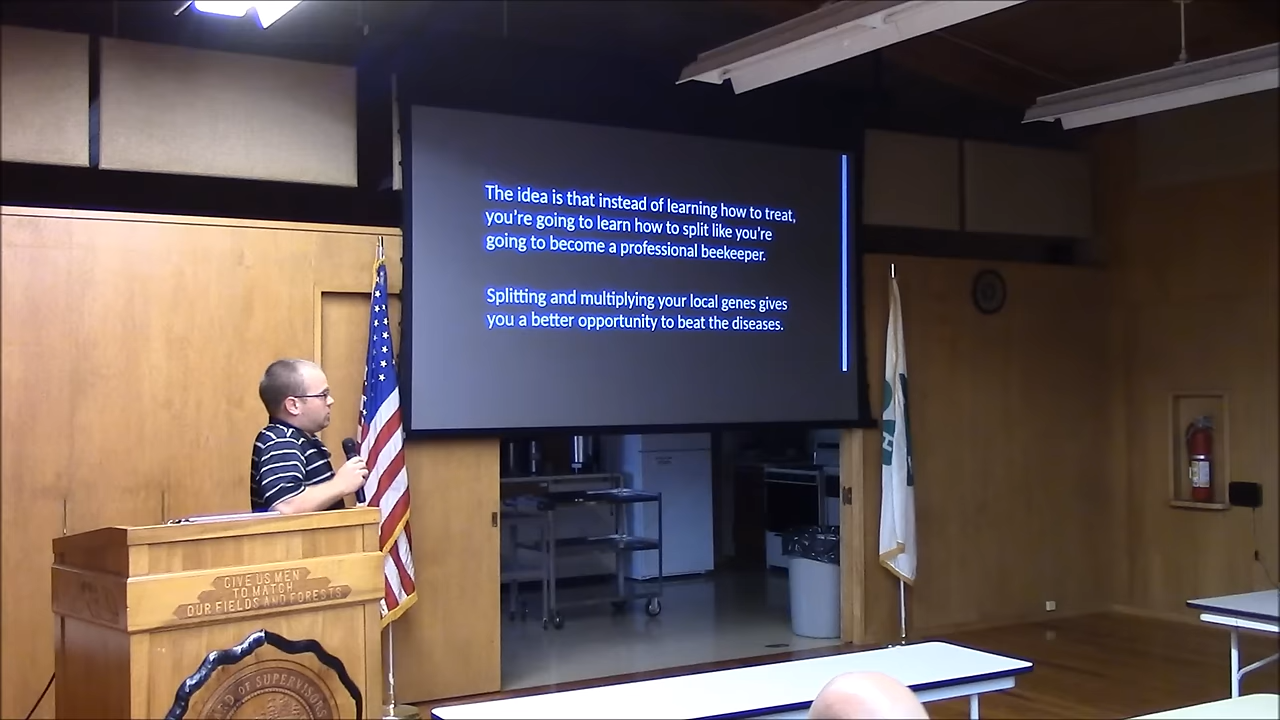 The idea is that instead of learning how to treat,
you're going to learn how to split like you're
going to become a professional beekeeper.
Splitting and multiplying your local genes gives
you a better opportunity to beat the diseases.
GIVE US MEN
TO MATCH
OUR FIELDS AND FORESTS
OF SUPERVISORS